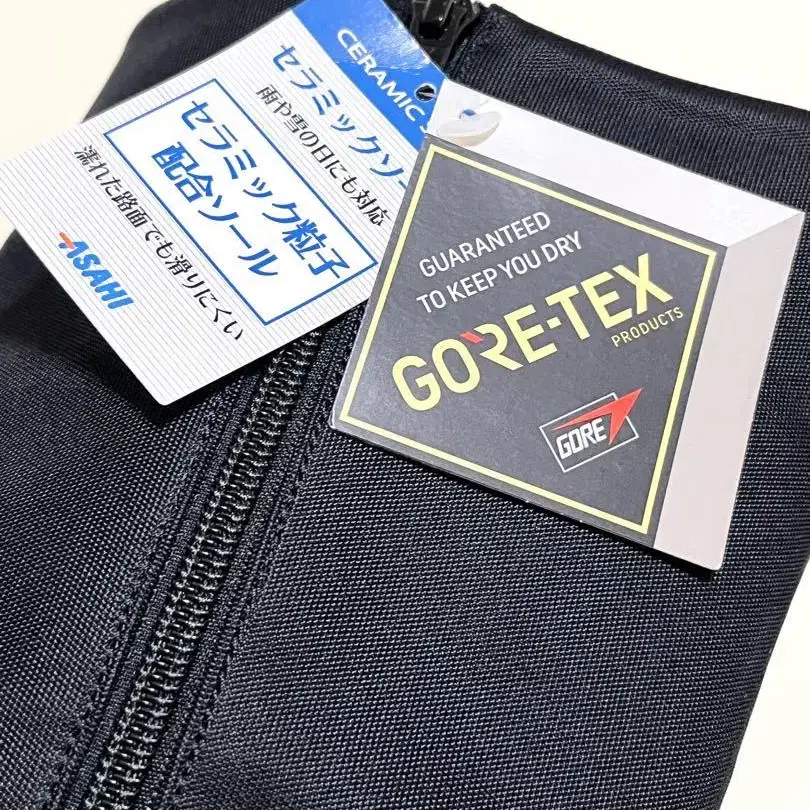 CERAMIC
セラミックソー
雨や雪の日にも対応
セラミック粒子
配合ソール
濡れた路面でも滑りにくい
ASAHI
GUARANTEED
TO KEEP YOU DRY
GORE-TEX
PRODUCTS
GORE